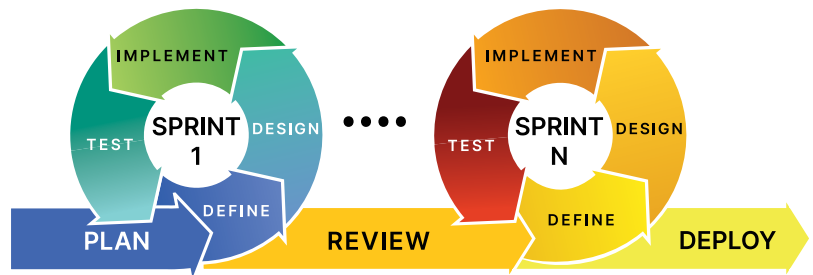 IMPLEMENT
TEST
SPRINT
1
DESIGN
DEFINE
IMPLEMENT
TEST
SPRINT
N
DESIGN
DEFINE
PLAN
REVIEW
DEPLOY